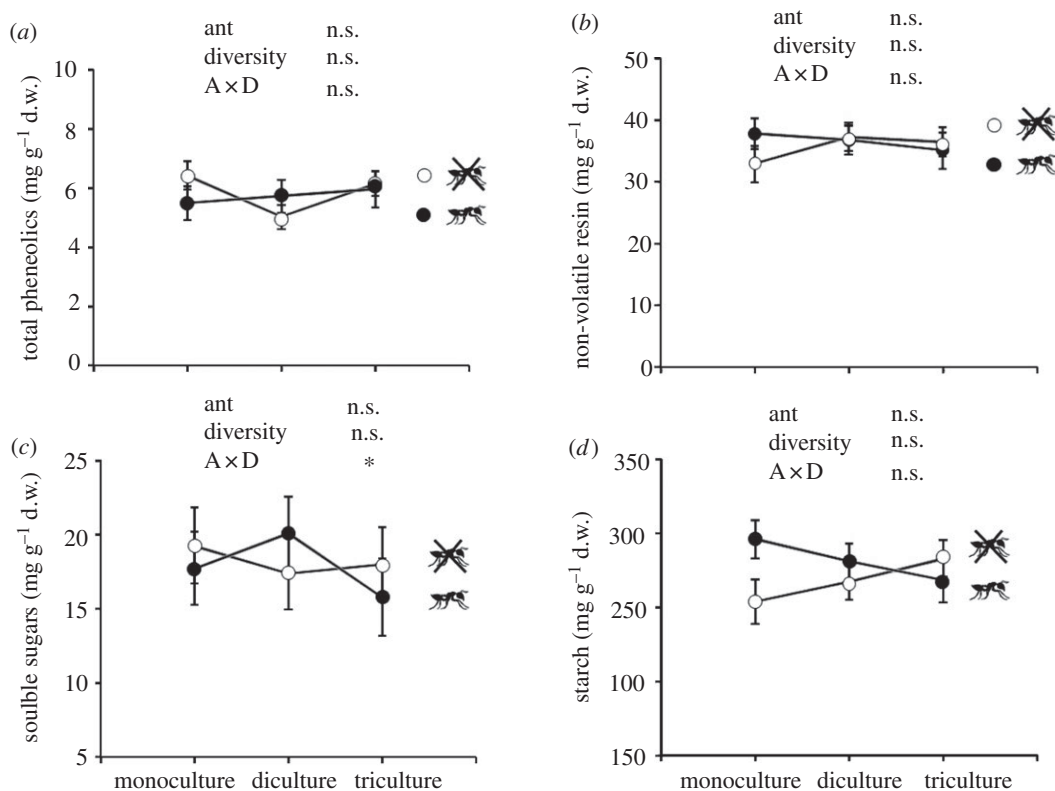 (a)
ant n.s.
diversity n.s.
A × D n.s.
total pheneolics (mg g⁻¹ d.w.)
10
8
6
4
2
0
(b)
ant n.s.
diversity n.s.
A × D n.s.
non-volatile resin (mg g⁻¹ d.w.)
50
40
30
20
10
0
(c)
ant n.s.
diversity n.s.
A × D *
soulble sugars (mg g⁻¹ d.w.)
25
20
15
10
5
monoculture diculture triculture
(d)
ant n.s.
diversity n.s.
A × D n.s.
starch (mg g⁻¹ d.w.)
350
300
250
100
150
monoculture diculture triculture